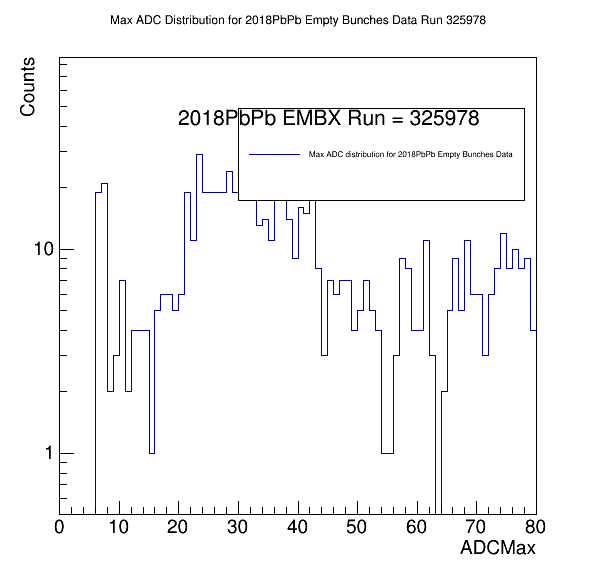 Max ADC Distribution for 2018PbPb Empty Bunches Data Run 325978
Counts
2018PbPb EMBX Run = 325978
Max ADC distribution for 2018PbPb Empty Bunches Data
10
1
0 10 20 30 40 50 60 70 80
ADCMax